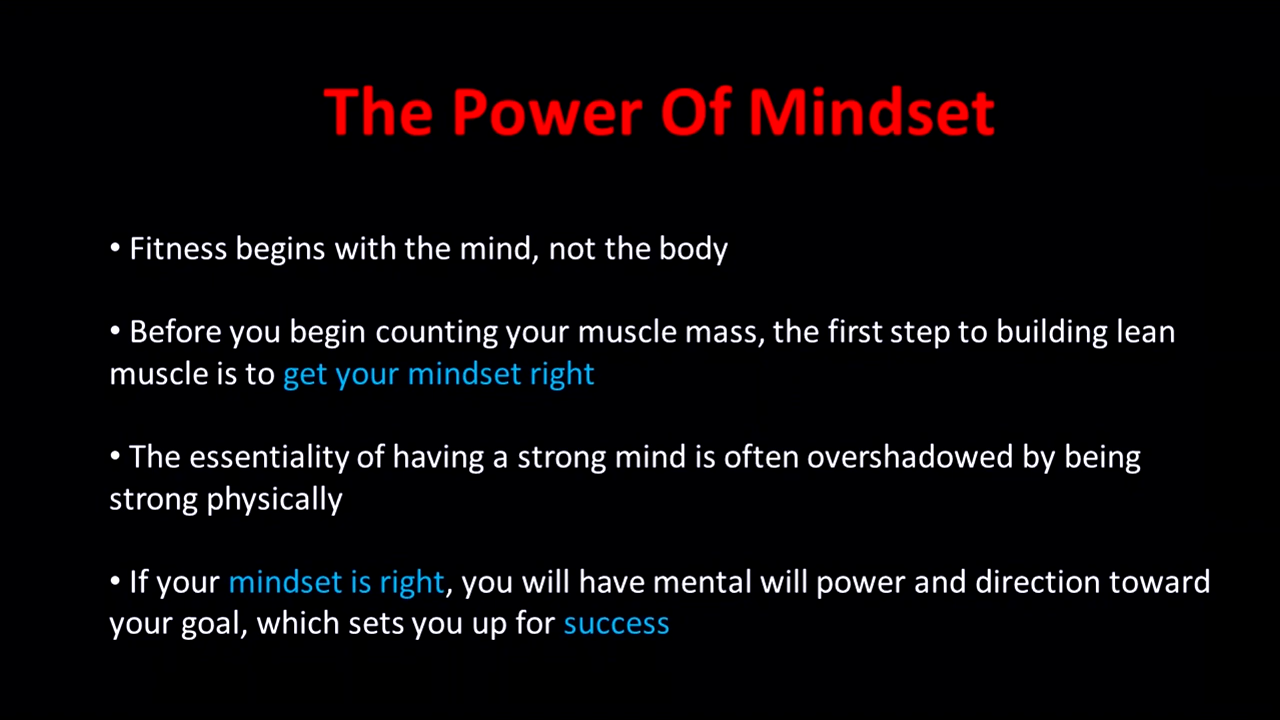 The Power Of Mindset
• Fitness begins with the mind, not the body
• Before you begin counting your muscle mass, the first step to building lean
muscle is to get your mindset right
• The essentiality of having a strong mind is often overshadowed by being
strong physically
• If your mindset is right, you will have mental will power and direction toward
your goal, which sets you up for success